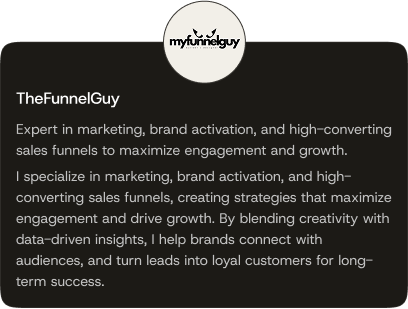 myfunnelguy
TheFunnelGuy
Expert in marketing, brand activation, and high-converting
sales funnels to maximize engagement and growth.
I specialize in marketing, brand activation, and high-
converting sales funnels, creating strategies that maximize
engagement and drive growth. By blending creativity with
data-driven insights, I help brands connect with
audiences, and turn leads into loyal customers for long-
term success.